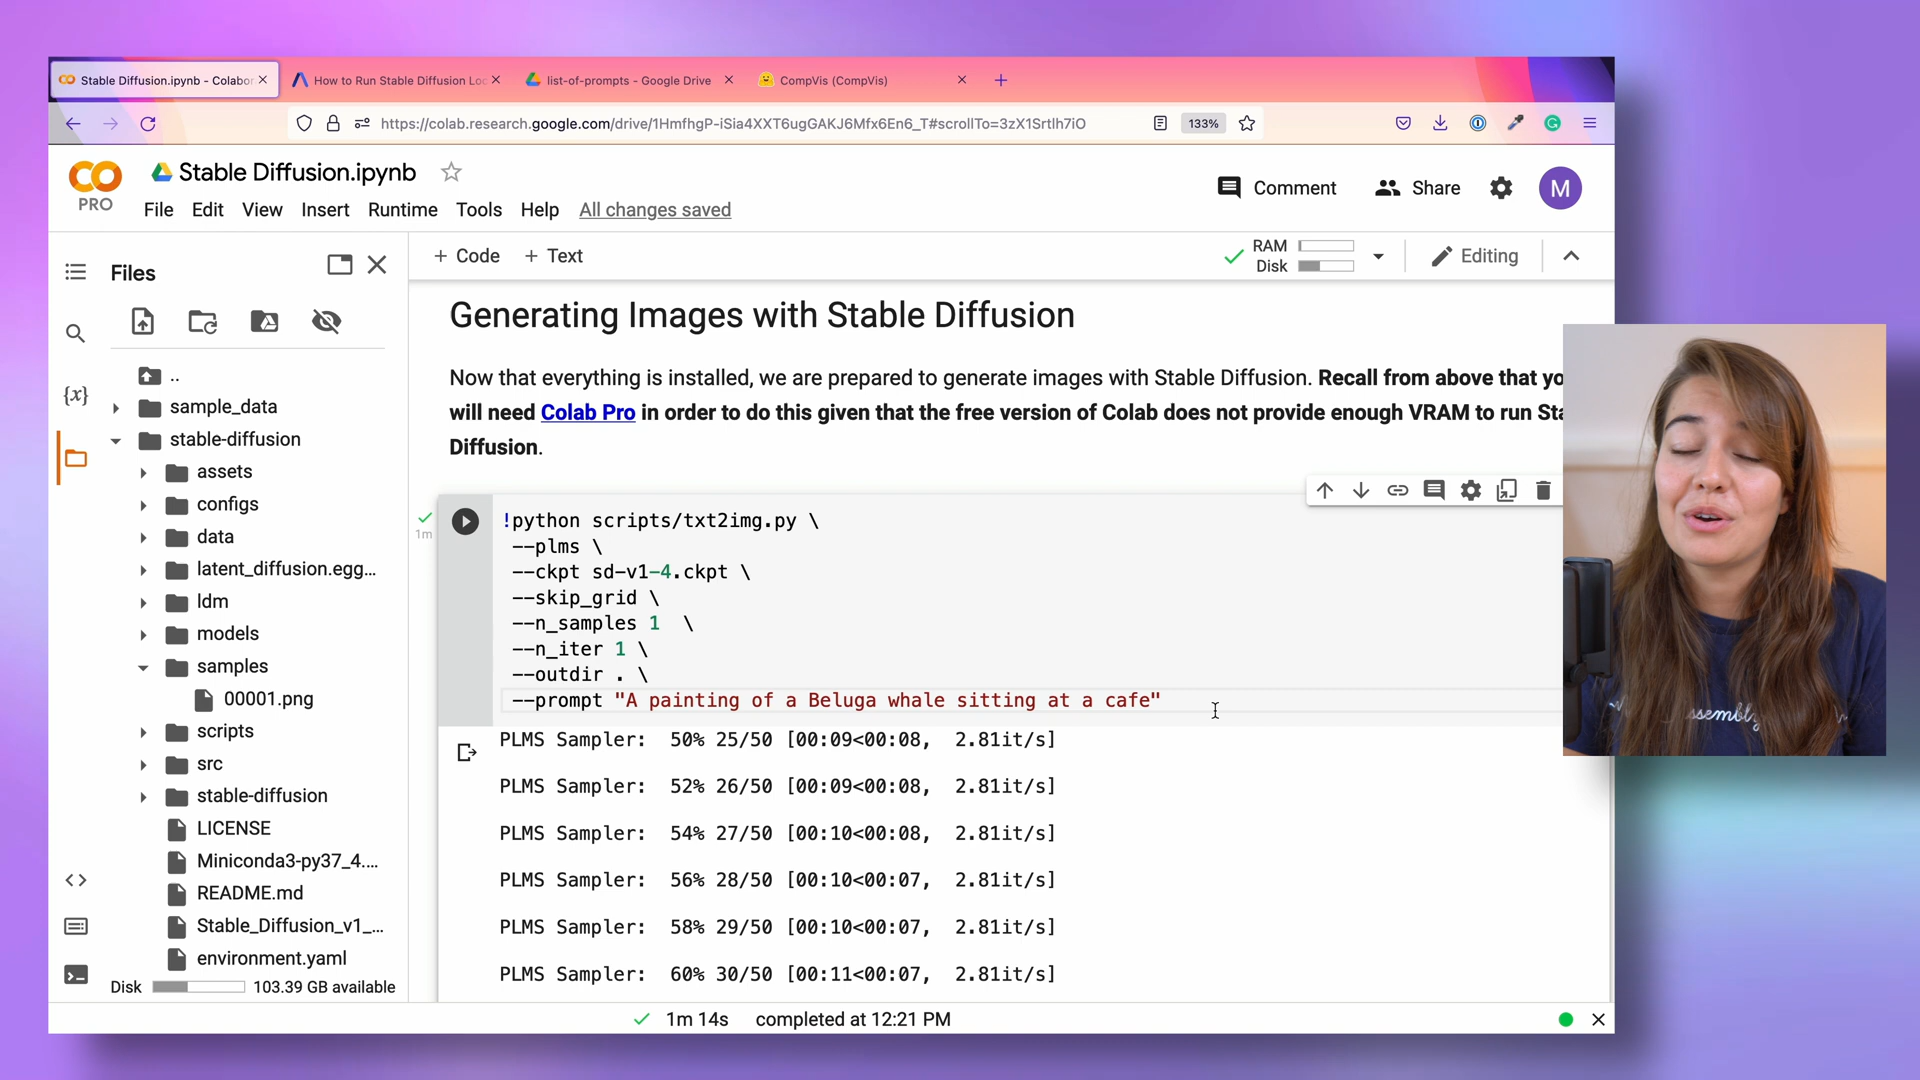 Stable Diffusion.ipynb - Colabor
How to Run Stable Diffusion Loc
list-of-prompts - Google Drive
CompVis (CompVis)
https://colab.research.google.com/drive/1HmfhgP-iSia4XXT6ugGAKJ6Mfx6En6_T#scrollTo=3zX1SrtIh7iO
133%
PRO
Stable Diffusion.ipynb
File Edit View Insert Runtime Tools Help All changes saved
Comment
Share
M
Files
+ Code + Text
RAM
Disk
Editing
..
sample_data
stable-diffusion
assets
configs
data
latent_diffusion.egg...
ldm
models
samples
00001.png
scripts
src
stable-diffusion
LICENSE
Miniconda3-py37_4....
README.md
Stable_Diffusion_v1_...
environment.yaml
Disk 103.39 GB available
Generating Images with Stable Diffusion
Now that everything is installed, we are prepared to generate images with Stable Diffusion. Recall from above that yo
will need Colab Pro in order to do this given that the free version of Colab does not provide enough VRAM to run Sta
Diffusion.
1m
!python scripts/txt2img.py \
--plms \
--ckpt sd-v1-4.ckpt \
--skip_grid \
--n_samples 1 \
--n_iter 1 \
--outdir . \
--prompt "A painting of a Beluga whale sitting at a cafe"
PLMS Sampler: 50% 25/50 [00:09<00:08, 2.81it/s]
PLMS Sampler: 52% 26/50 [00:09<00:08, 2.81it/s]
PLMS Sampler: 54% 27/50 [00:10<00:08, 2.81it/s]
PLMS Sampler: 56% 28/50 [00:10<00:07, 2.81it/s]
PLMS Sampler: 58% 29/50 [00:10<00:07, 2.81it/s]
PLMS Sampler: 60% 30/50 [00:11<00:07, 2.81it/s]
1m 14s completed at 12:21 PM